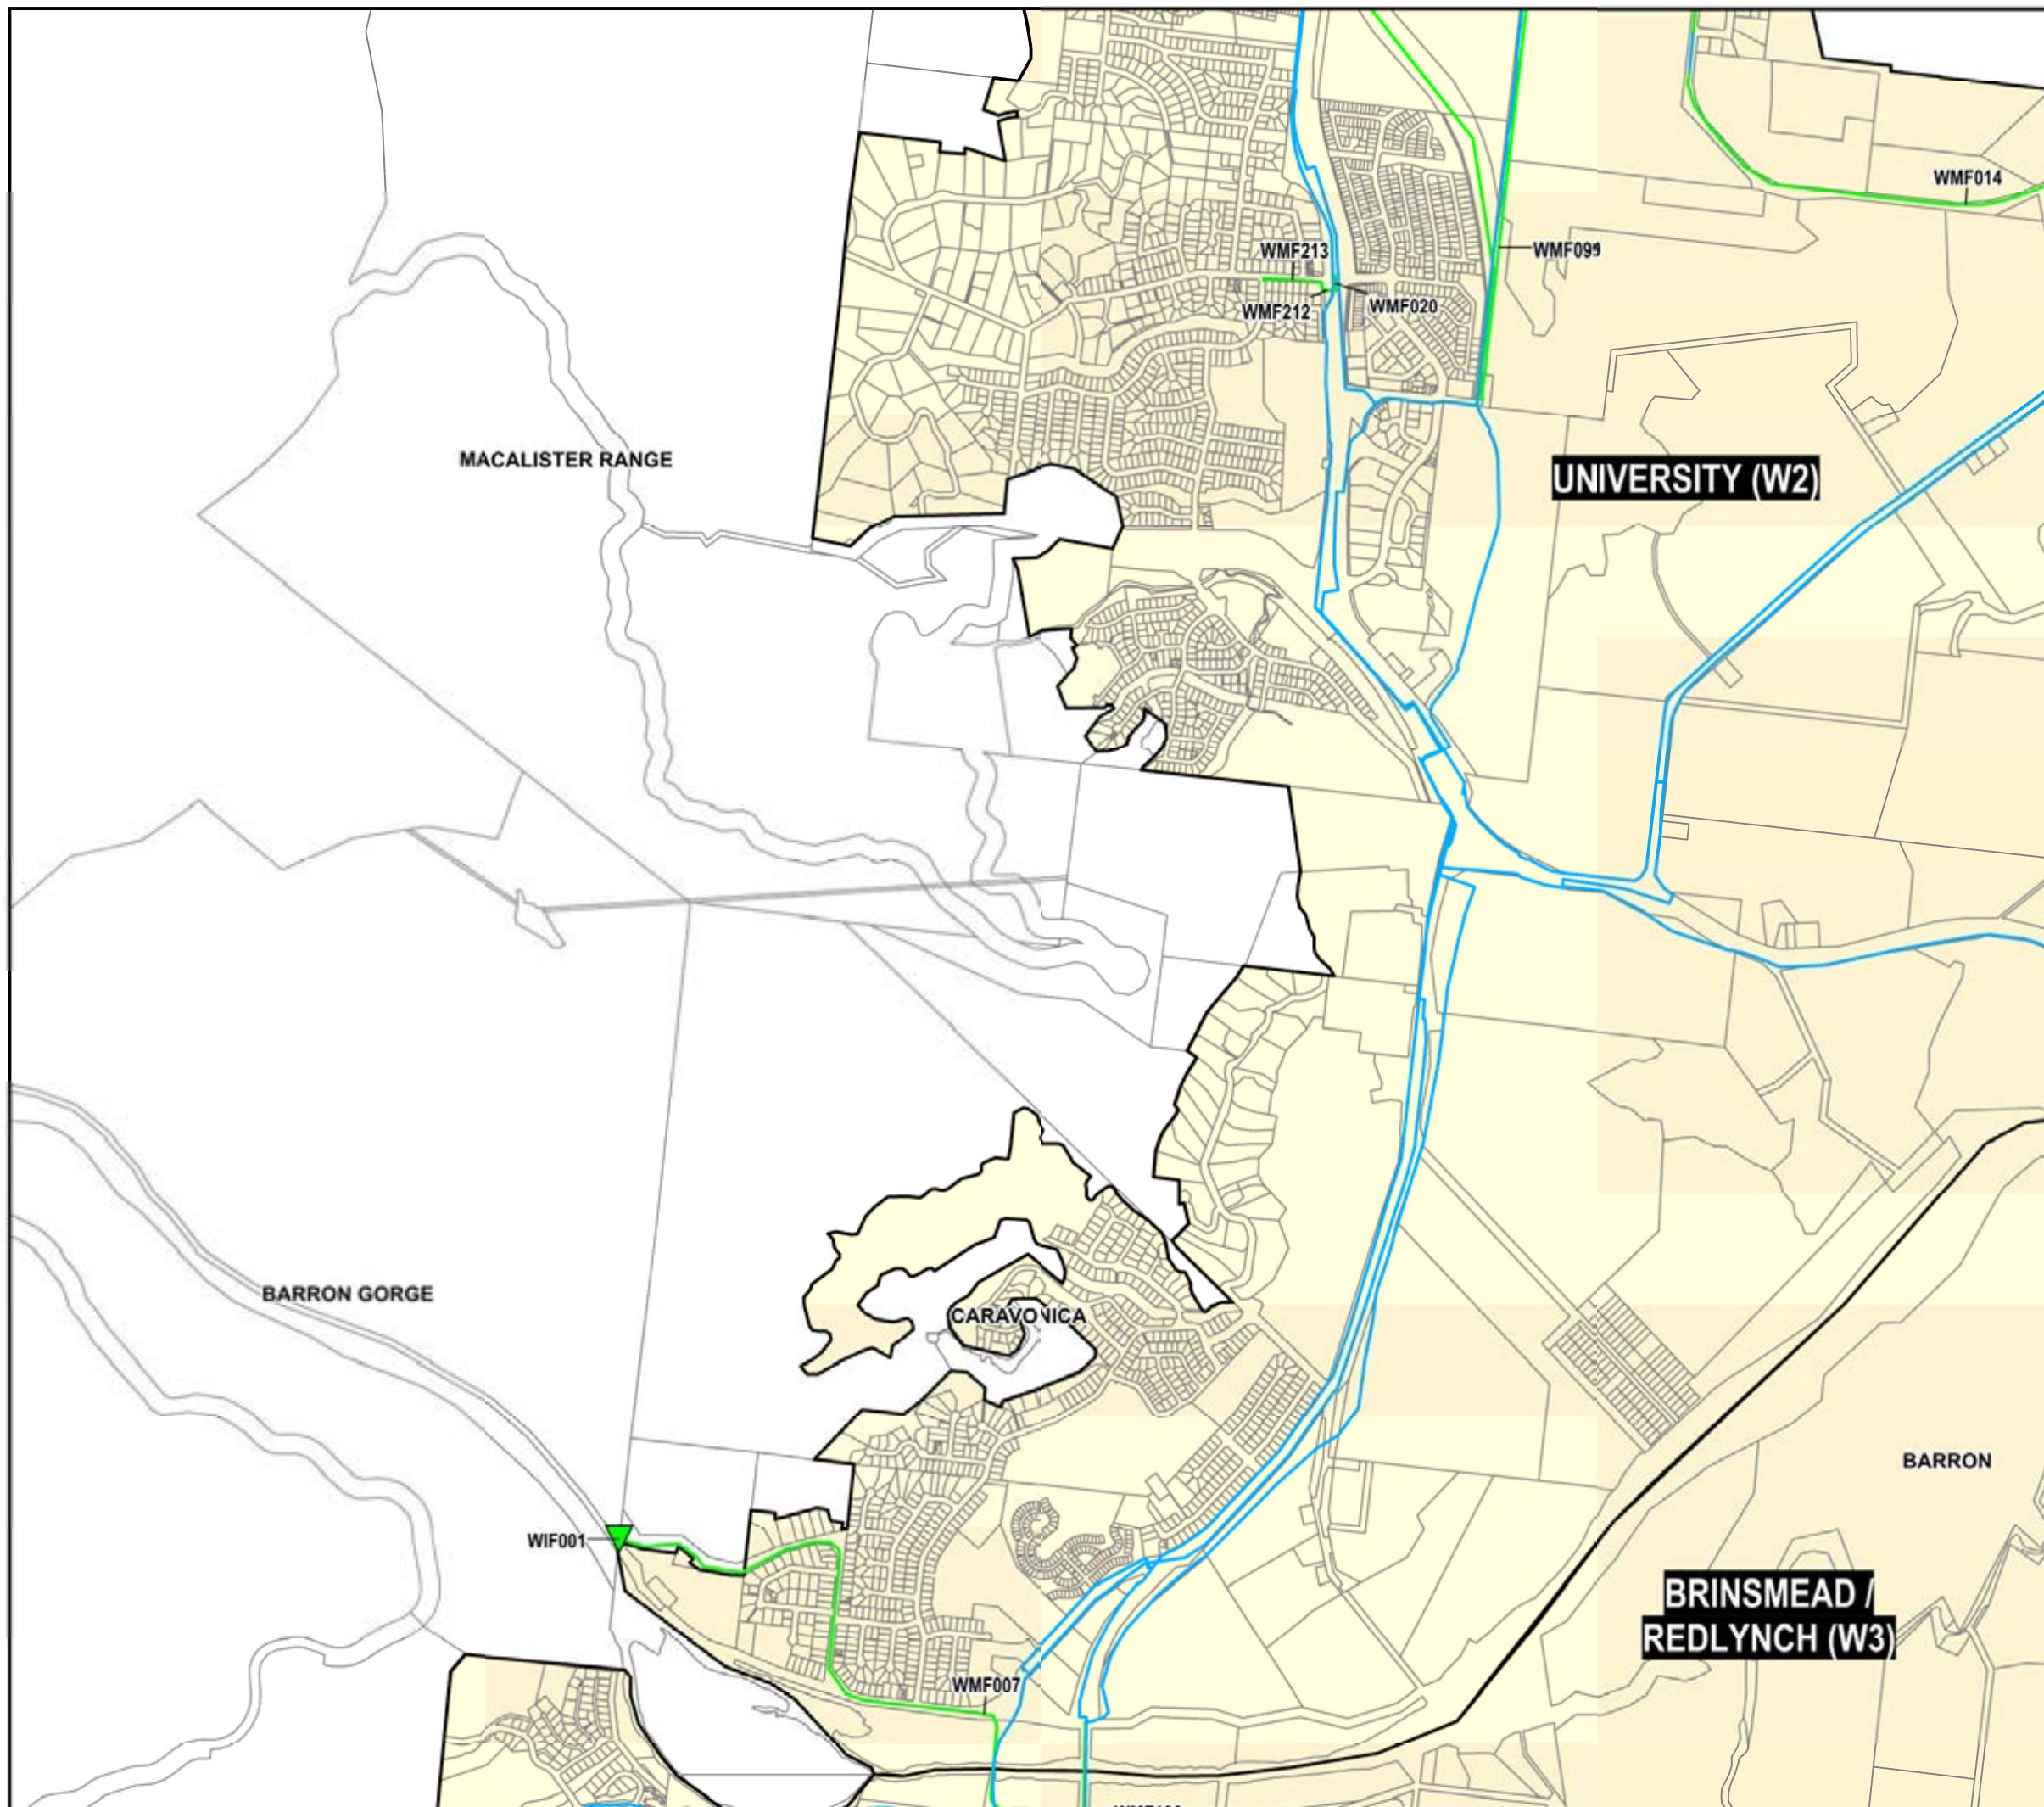 WMF014
WMF213
WMF099
WMF212
WMF020
MACALISTER RANGE
UNIVERSITY (W2)
BARRON GORGE
CARAVONICA
BARRON
WIF001
BRINSMEAD /
REDLYNCH (W3)
WMF007